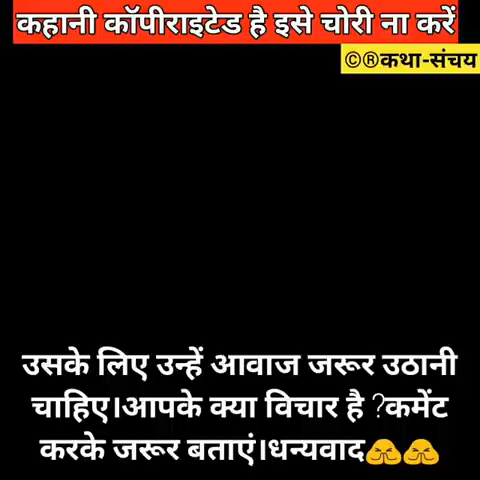 कहानी कॉपीराइटेड है इसे चोरी ना करें
©®कथा-संचय
उसके लिए उन्हें आवाज जरूर उठानी
चाहिए।आपके क्या विचार है ?कमेंट
करके जरूर बताएं।धन्यवाद🙏🙏